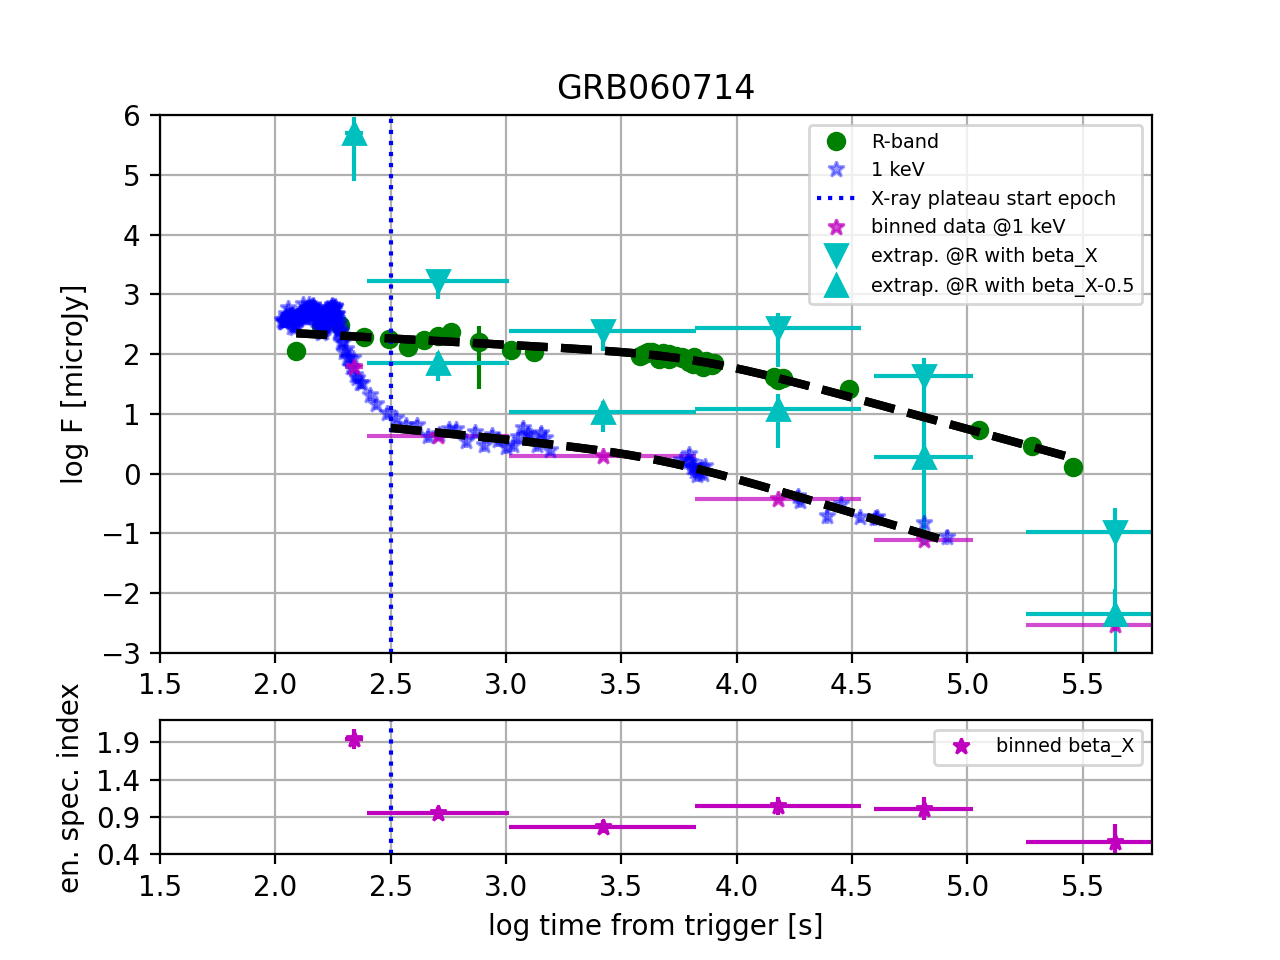 GRB060714
6
5
4
3
2
1
0
−1
−2
−3
log F [microJy]
R-band
1 keV
X-ray plateau start epoch
binned data @1 keV
extrap. @R with beta_X
extrap. @R with beta_X-0.5
1.5 2.0 2.5 3.0 3.5 4.0 4.5 5.0 5.5
1.9
1.4
0.9
0.4
en. spec. index
binned beta_X
1.5 2.0 2.5 3.0 3.5 4.0 4.5 5.0 5.5
log time from trigger [s]